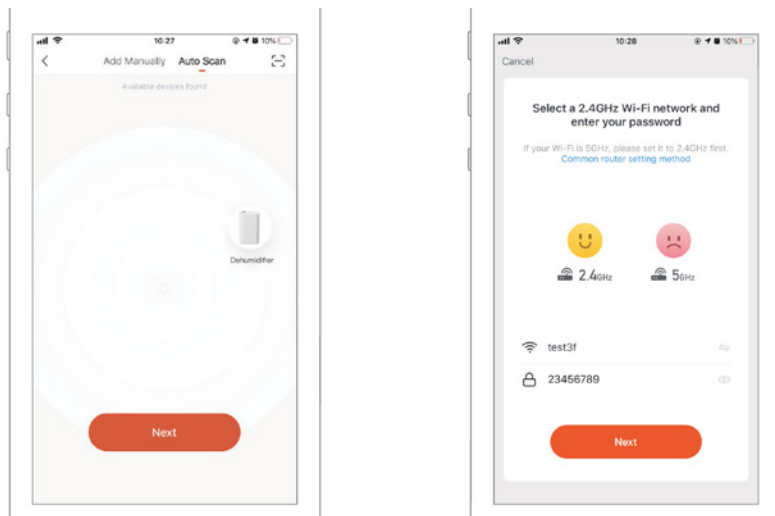 10:27
10%
Add Manually Auto Scan
Available devices found
Dehumidifier
Next
10:28
10%
Cancel
Select a 2.4GHz Wi-Fi network and
enter your password
If your Wi-Fi is 5GHz, please set it to 2.4GHz first.
Common router setting method
2.4GHz 5GHz
test3f
23456789
Next